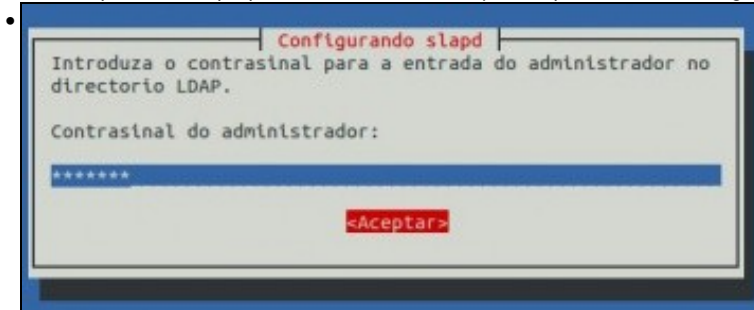 Configurando slapd
Introduza o contrasinal para a entrada do administrador no
directorio LDAP.
Contrasinal do administrador:
*******
<Aceptar>